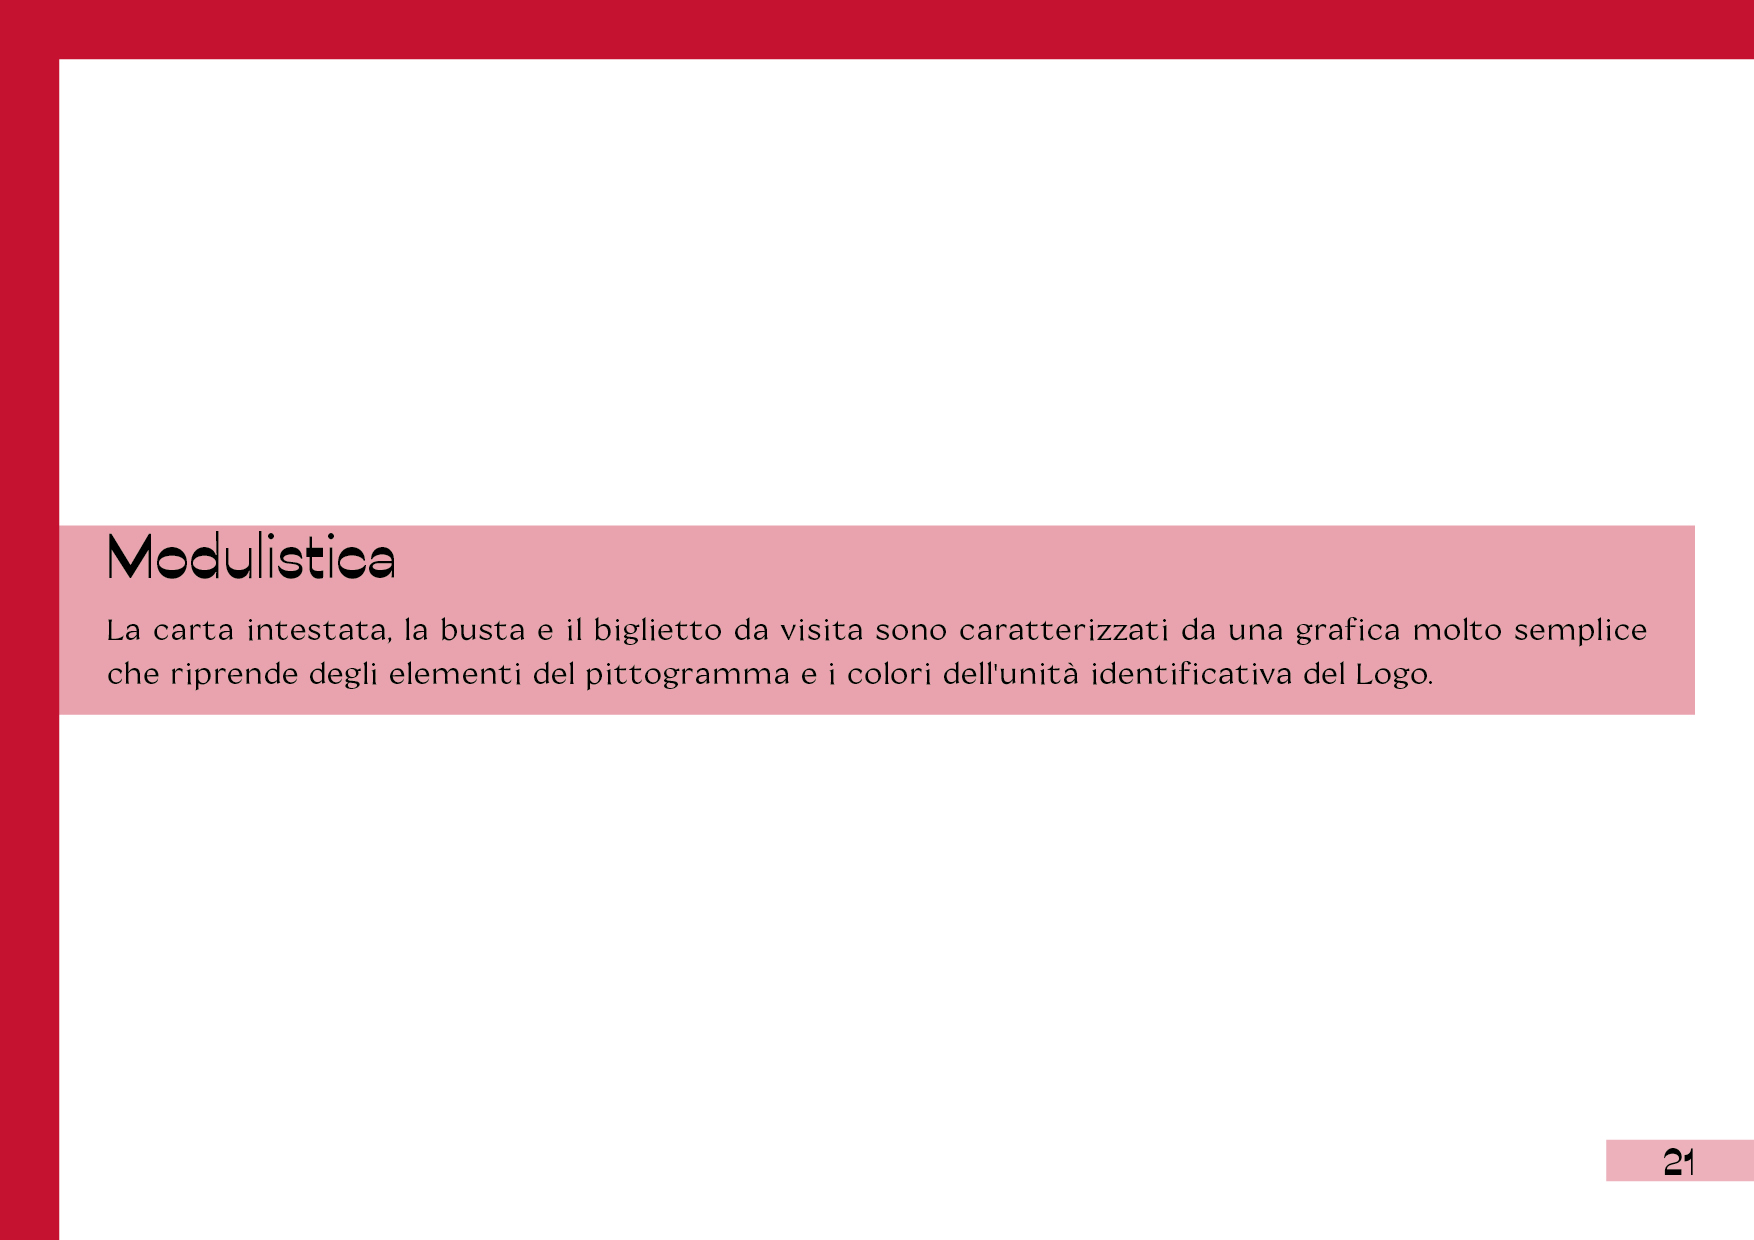 Modulistica
La carta intestata, la busta e il biglietto da visita sono caratterizzati da una grafica molto semplice
che riprende degli elementi del pittogramma e i colori dell'unità identificativa del Logo.
21